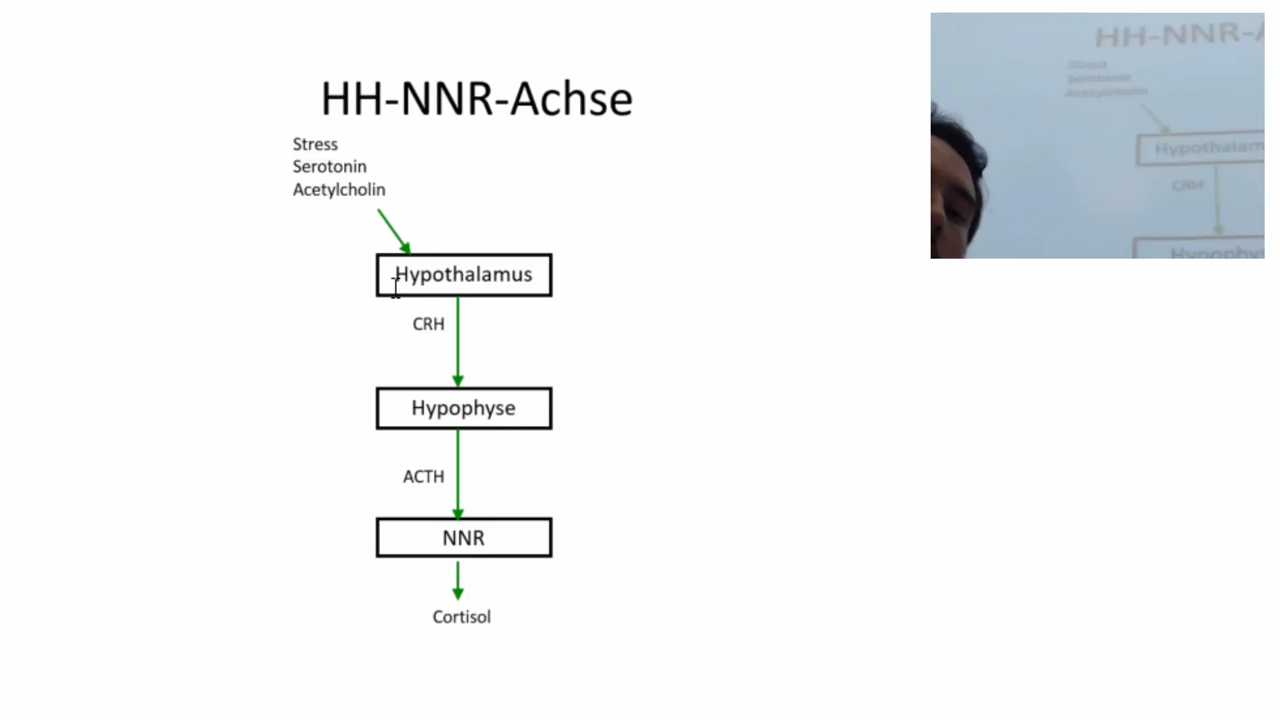 HH-NNR-Achse
Stress
Serotonin
Acetylcholin
Hypothalamus
CRH
Hypophyse
ACTH
NNR
Cortisol
HH-NNR-A
Stress
Serotonin
Acetylcholin
Hypothalam
CRH
Hypophy